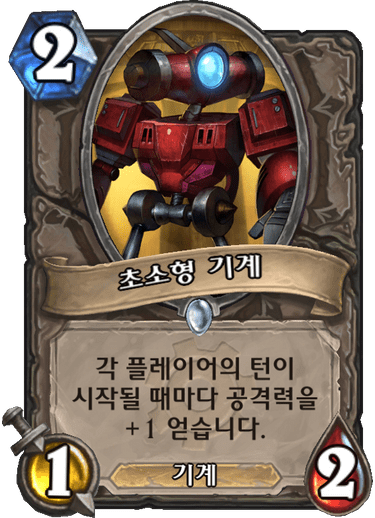 2
초소형 기계
각 플레이어의 턴이
시작될 때마다 공격력을
+1 얻습니다.
1
기계
2